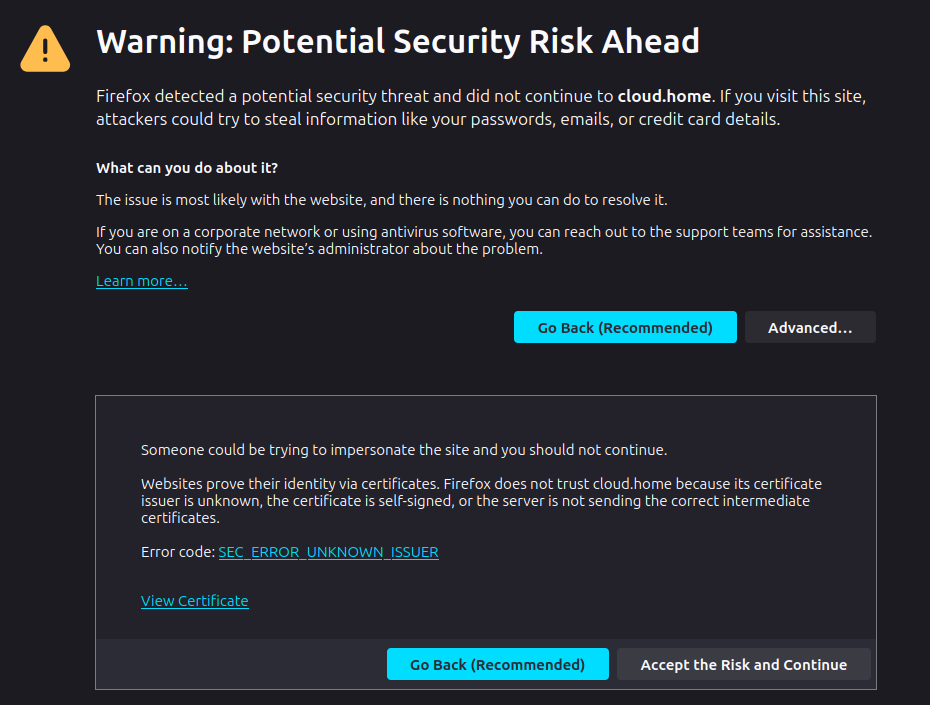 Warning: Potential Security Risk Ahead
Firefox detected a potential security threat and did not continue to cloud.home. If you visit this site,
attackers could try to steal information like your passwords, emails, or credit card details.
What can you do about it?
The issue is most likely with the website, and there is nothing you can do to resolve it.
If you are on a corporate network or using antivirus software, you can reach out to the support teams for assistance.
You can also notify the website’s administrator about the problem.
Learn more…
Go Back (Recommended)
Advanced…
Someone could be trying to impersonate the site and you should not continue.
Websites prove their identity via certificates. Firefox does not trust cloud.home because its certificate
issuer is unknown, the certificate is self-signed, or the server is not sending the correct intermediate
certificates.
Error code: SEC_ERROR_UNKNOWN_ISSUER
View Certificate
Go Back (Recommended)
Accept the Risk and Continue